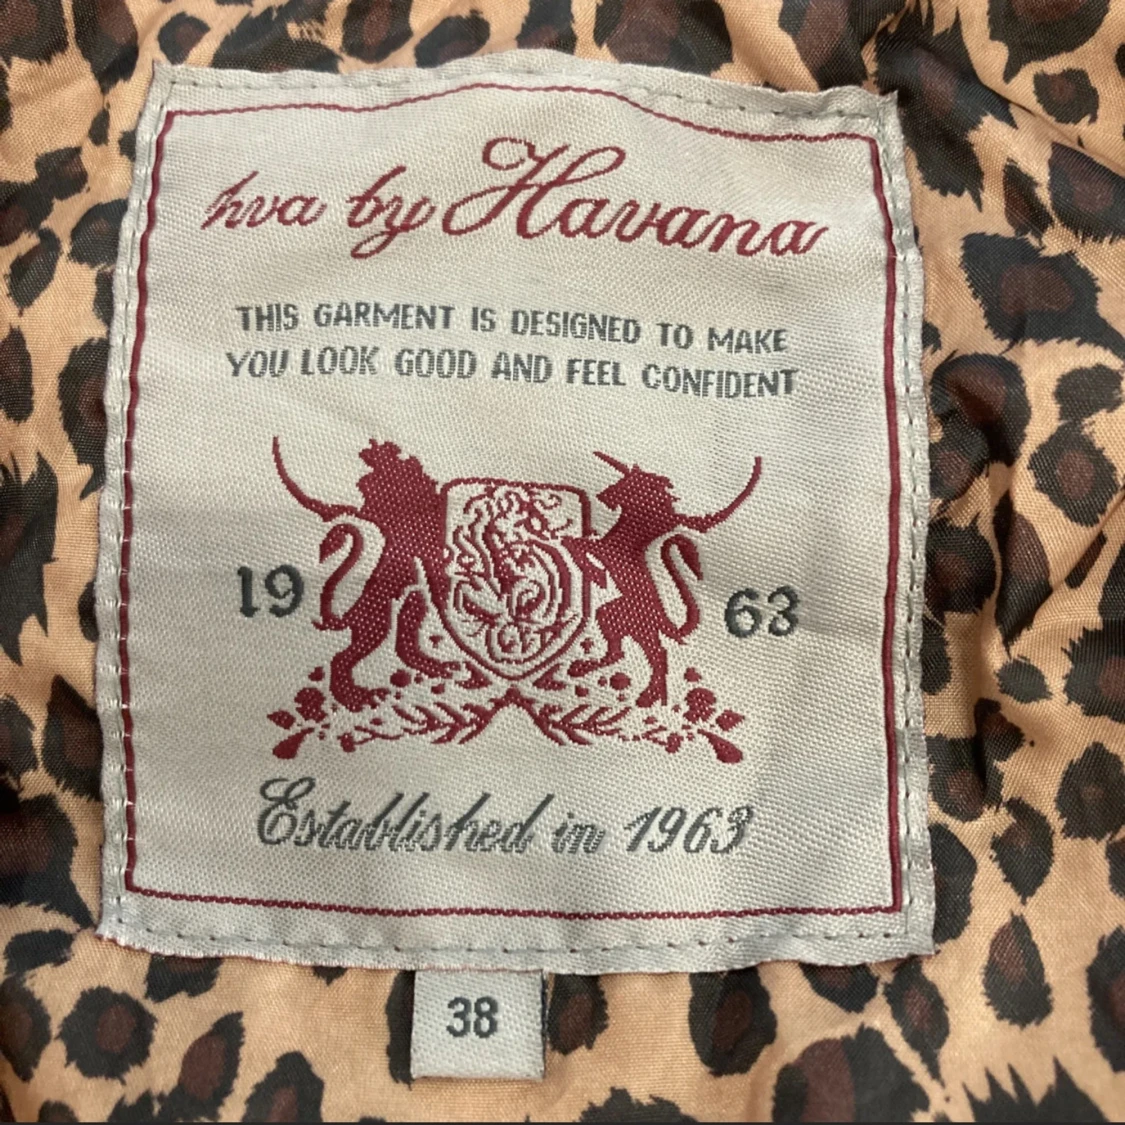 hva by Havana
THIS GARMENT IS DESIGNED TO MAKE
YOU LOOK GOOD AND FEEL CONFIDENT
19 63
Established in 1963
38